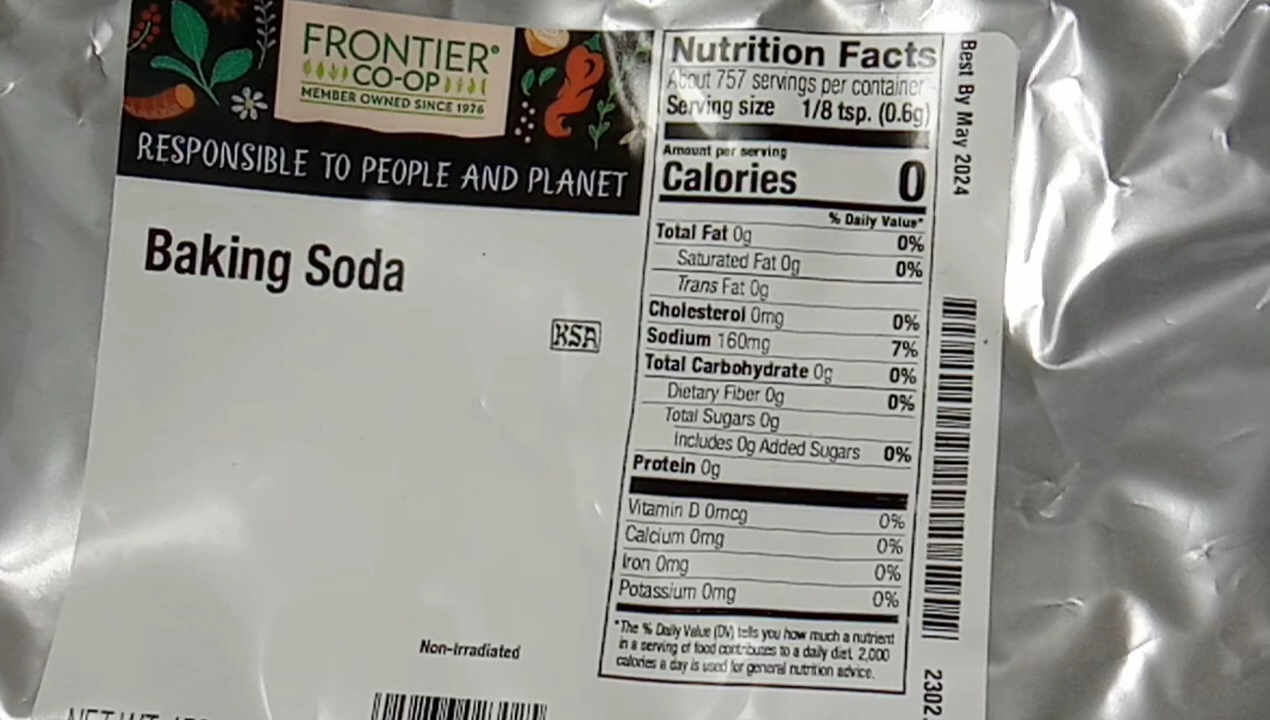 FRONTIER®
CO-OP
MEMBER OWNED SINCE 1976
RESPONSIBLE TO PEOPLE AND PLANET
Baking Soda
KSA
Non-Irradiated
NET WT.
Nutrition Facts
About 757 servings per container
Serving size 1/8 tsp. (0.6g)
Amount per serving
Calories 0
% Daily Value*
Total Fat 0g 0%
Saturated Fat 0g 0%
Trans Fat 0g
Cholesterol 0mg 0%
Sodium 160mg 7%
Total Carbohydrate 0g 0%
Dietary Fiber 0g 0%
Total Sugars 0g
Includes 0g Added Sugars 0%
Protein 0g
Vitamin D 0mcg 0%
Calcium 0mg 0%
Iron 0mg 0%
Potassium 0mg 0%
*The % Daily Value (DV) tells you how much a nutrient
in a serving of food contributes to a daily diet. 2,000
calories a day is used for general nutrition advice.
Best By May 2024
2302